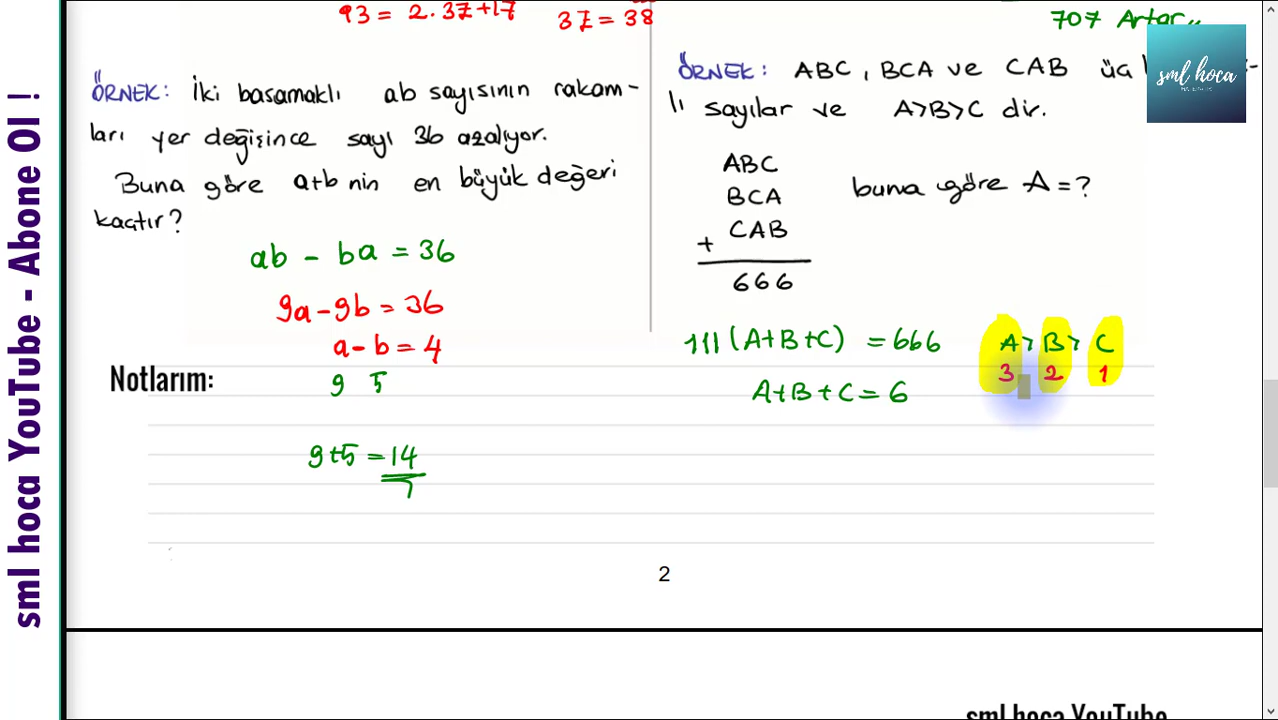 93 = 2.37+17
37 = 38
707 Artar
sml hoca YouTube - Abone Ol !
sml hoca
ÖRNEK: İki basamaklı ab sayısının rakam-
ları yer değişince sayı 36 azalıyor.
Buna göre a+b nin en büyük değeri
kaçtır?
ab - ba = 36
9a - 9b = 36
a - b = 4
9 5
Notlarım:
9+5 = 14
ÖRNEK: ABC, BCA ve CAB üç
lı sayılar ve A>B>C dir.
ABC
BCA
+ CAB
666
buna göre A=?
111(A+B+C) = 666
A+B+C = 6
A > B > C
3 2 1
2
sml hoca YouTube